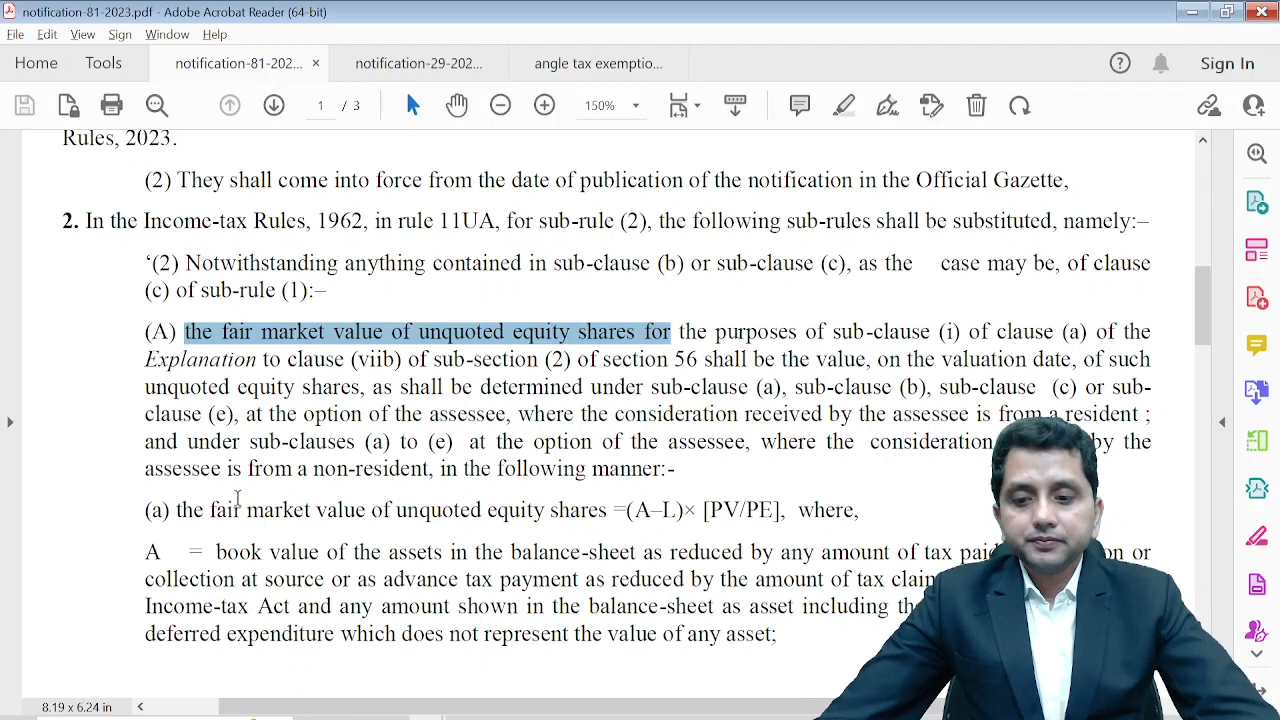 notification-81-2023.pdf - Adobe Acrobat Reader (64-bit)
File Edit View Sign Window Help
Home Tools notification-81-202... × notification-29-202... angle tax exemptio... Sign In
1 / 3 150%
Rules, 2023.
(2) They shall come into force from the date of publication of the notification in the Official Gazette,
2. In the Income-tax Rules, 1962, in rule 11UA, for sub-rule (2), the following sub-rules shall be substituted, namely:–
‘(2) Notwithstanding anything contained in sub-clause (b) or sub-clause (c), as the case may be, of clause
(c) of sub-rule (1):–
(A) the fair market value of unquoted equity shares for the purposes of sub-clause (i) of clause (a) of the
Explanation to clause (viib) of sub-section (2) of section 56 shall be the value, on the valuation date, of such
unquoted equity shares, as shall be determined under sub-clause (a), sub-clause (b), sub-clause (c) or sub-
clause (e), at the option of the assessee, where the consideration received by the assessee is from a resident ;
and under sub-clauses (a) to (e) at the option of the assessee, where the consideration by the
assessee is from a non-resident, in the following manner:-
(a) the fair market value of unquoted equity shares =(A–L)× [PV/PE], where,
A = book value of the assets in the balance-sheet as reduced by any amount of tax paid or
collection at source or as advance tax payment as reduced by the amount of tax
Income-tax Act and any amount shown in the balance-sheet as asset including
deferred expenditure which does not represent the value of any asset;
8.19 x 6.24 in